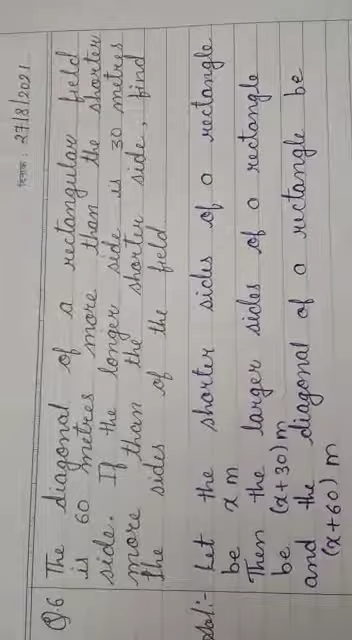 दिनांक : 27/8/2021
Q.6 The diagonal of a rectangular field
is 60 metres more than the shorter
side. If the longer side is 30 metres
more than the shorter side, find
the sides of the field.
Sol:- Let the shorter sides of a rectangle
be x m
Then the larger sides of a rectangle
be (x+30) m
and the diagonal of a rectangle be
(x+60) m